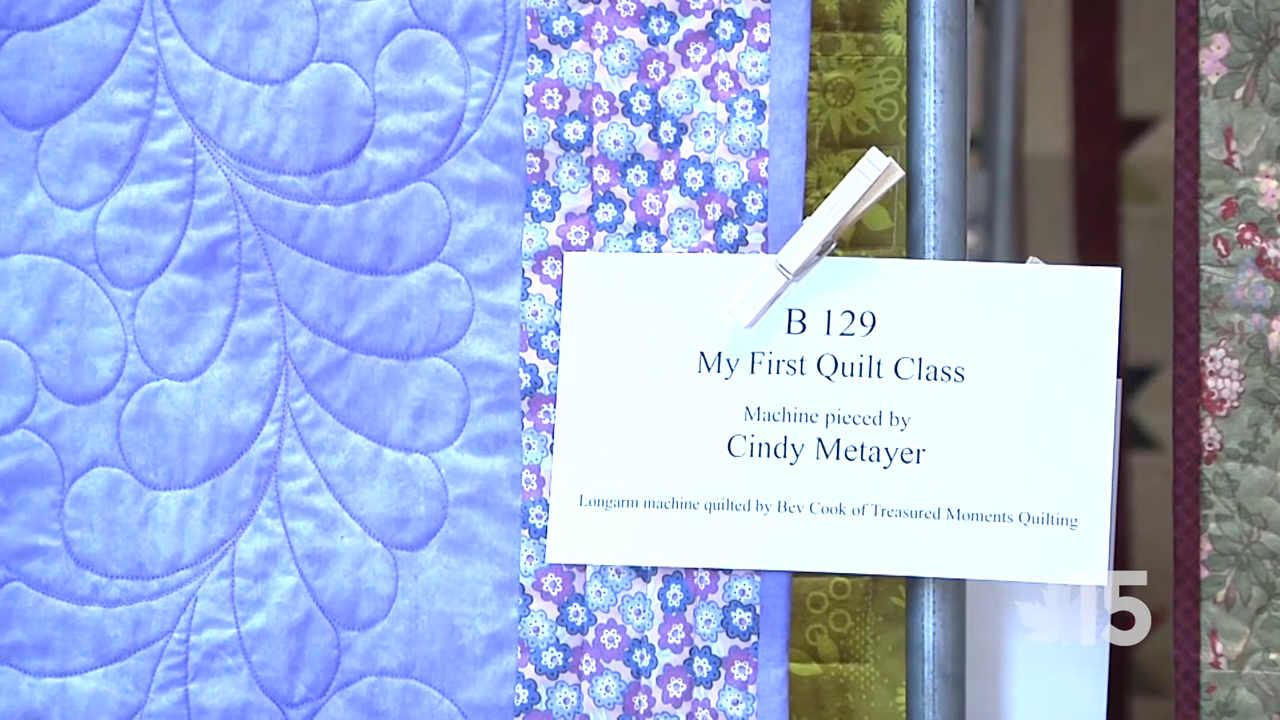 B 129
My First Quilt Class
Machine pieced by
Cindy Metayer
Longarm machine quilted by Bev Cook of Treasured Moments Quilting
15